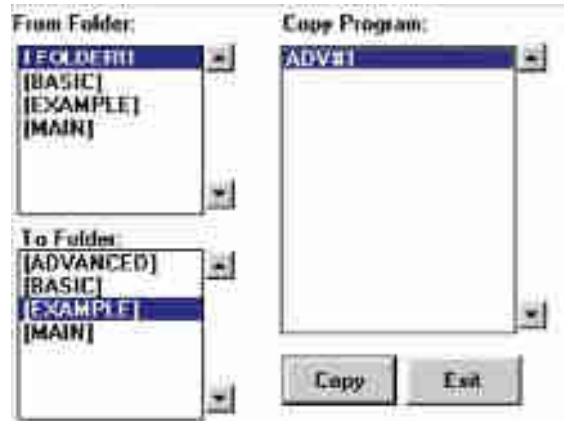 From Folder:
[BASIC]
[EXAMPLE]
[MAIN]
To Folder:
[ADVANCED]
[BASIC]
[EXAMPLE]
[MAIN]
Copy Program:
ADV#1
Copy
Exit